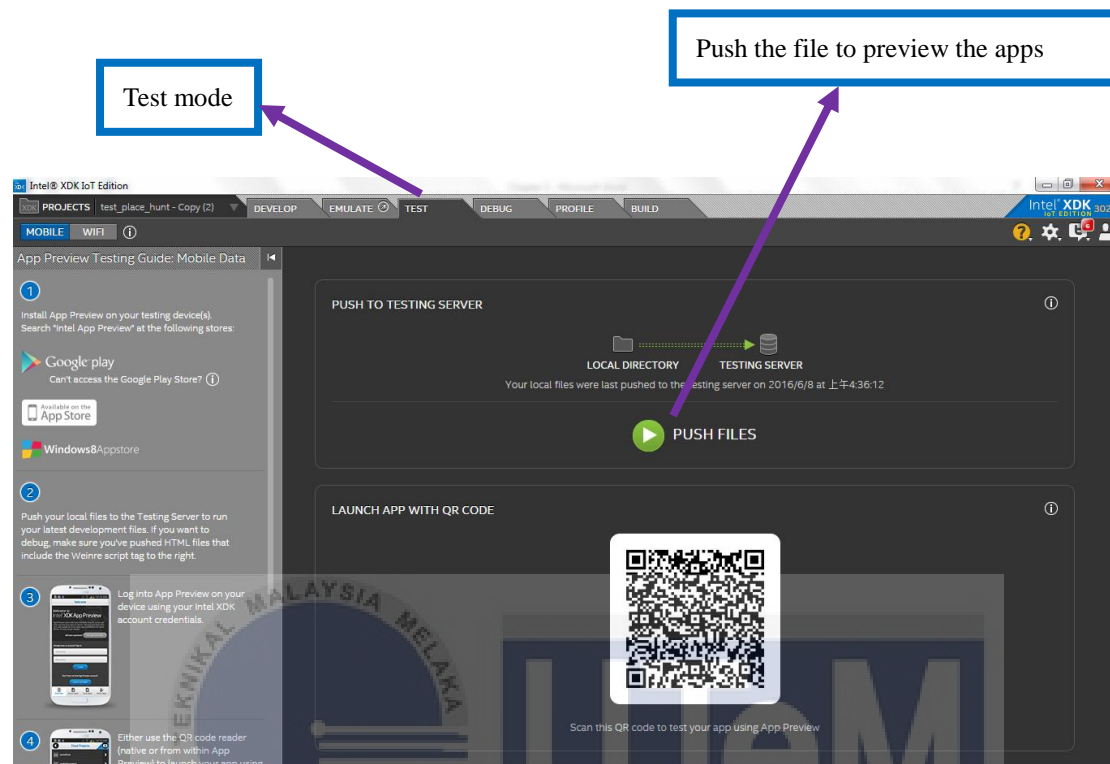 Push the file to preview the apps
Test mode
Intel® XDK IoT Edition
PROJECTS test_place_hunt - Copy (2) DEVELOP EMULATE TEST DEBUG PROFILE BUILD
Intel® XDK 302
IoT EDITION
MOBILE WIFI
App Preview Testing Guide: Mobile Data
1
Install App Preview on your testing device(s).
Search "Intel App Preview" at the following stores:
Google play
Can't access the Google Play Store?
Available on the
App Store
Windows8Appstore
2
Push your local files to the Testing Server to run
your latest development files. If you want to
debug, make sure you've pushed HTML files that
include the Weinre script tag to the right.
3
Log into App Preview on your
device using your Intel XDK
account credentials.
4
Either use the QR code reader
(native or from within App
Preview) to launch your app using
PUSH TO TESTING SERVER
LOCAL DIRECTORY TESTING SERVER
Your local files were last pushed to the testing server on 2016/6/8 at 上午4:36:12
PUSH FILES
LAUNCH APP WITH QR CODE
Scan this QR code to test your app using App Preview
TEKNIKAL MALAYSIA MELAKA
UTeM